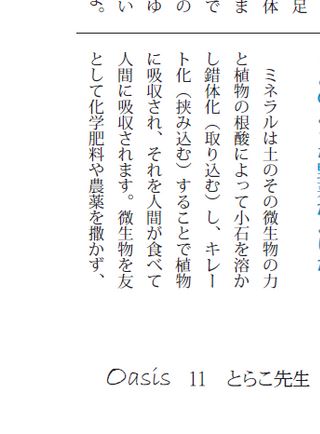 足
体
ま
で
の
ゆ
い
よ。
ミネラルは土のその微生物の力
と植物の根酸によって小石を溶か
し錯体化（取り込む）し、キレー
ト化（挟み込む）することで植物
に吸収され、それを人間が食べて
人間に吸収されます。微生物を友
として化学肥料や農薬を撒かず、
Oasis 11 とらこ先生